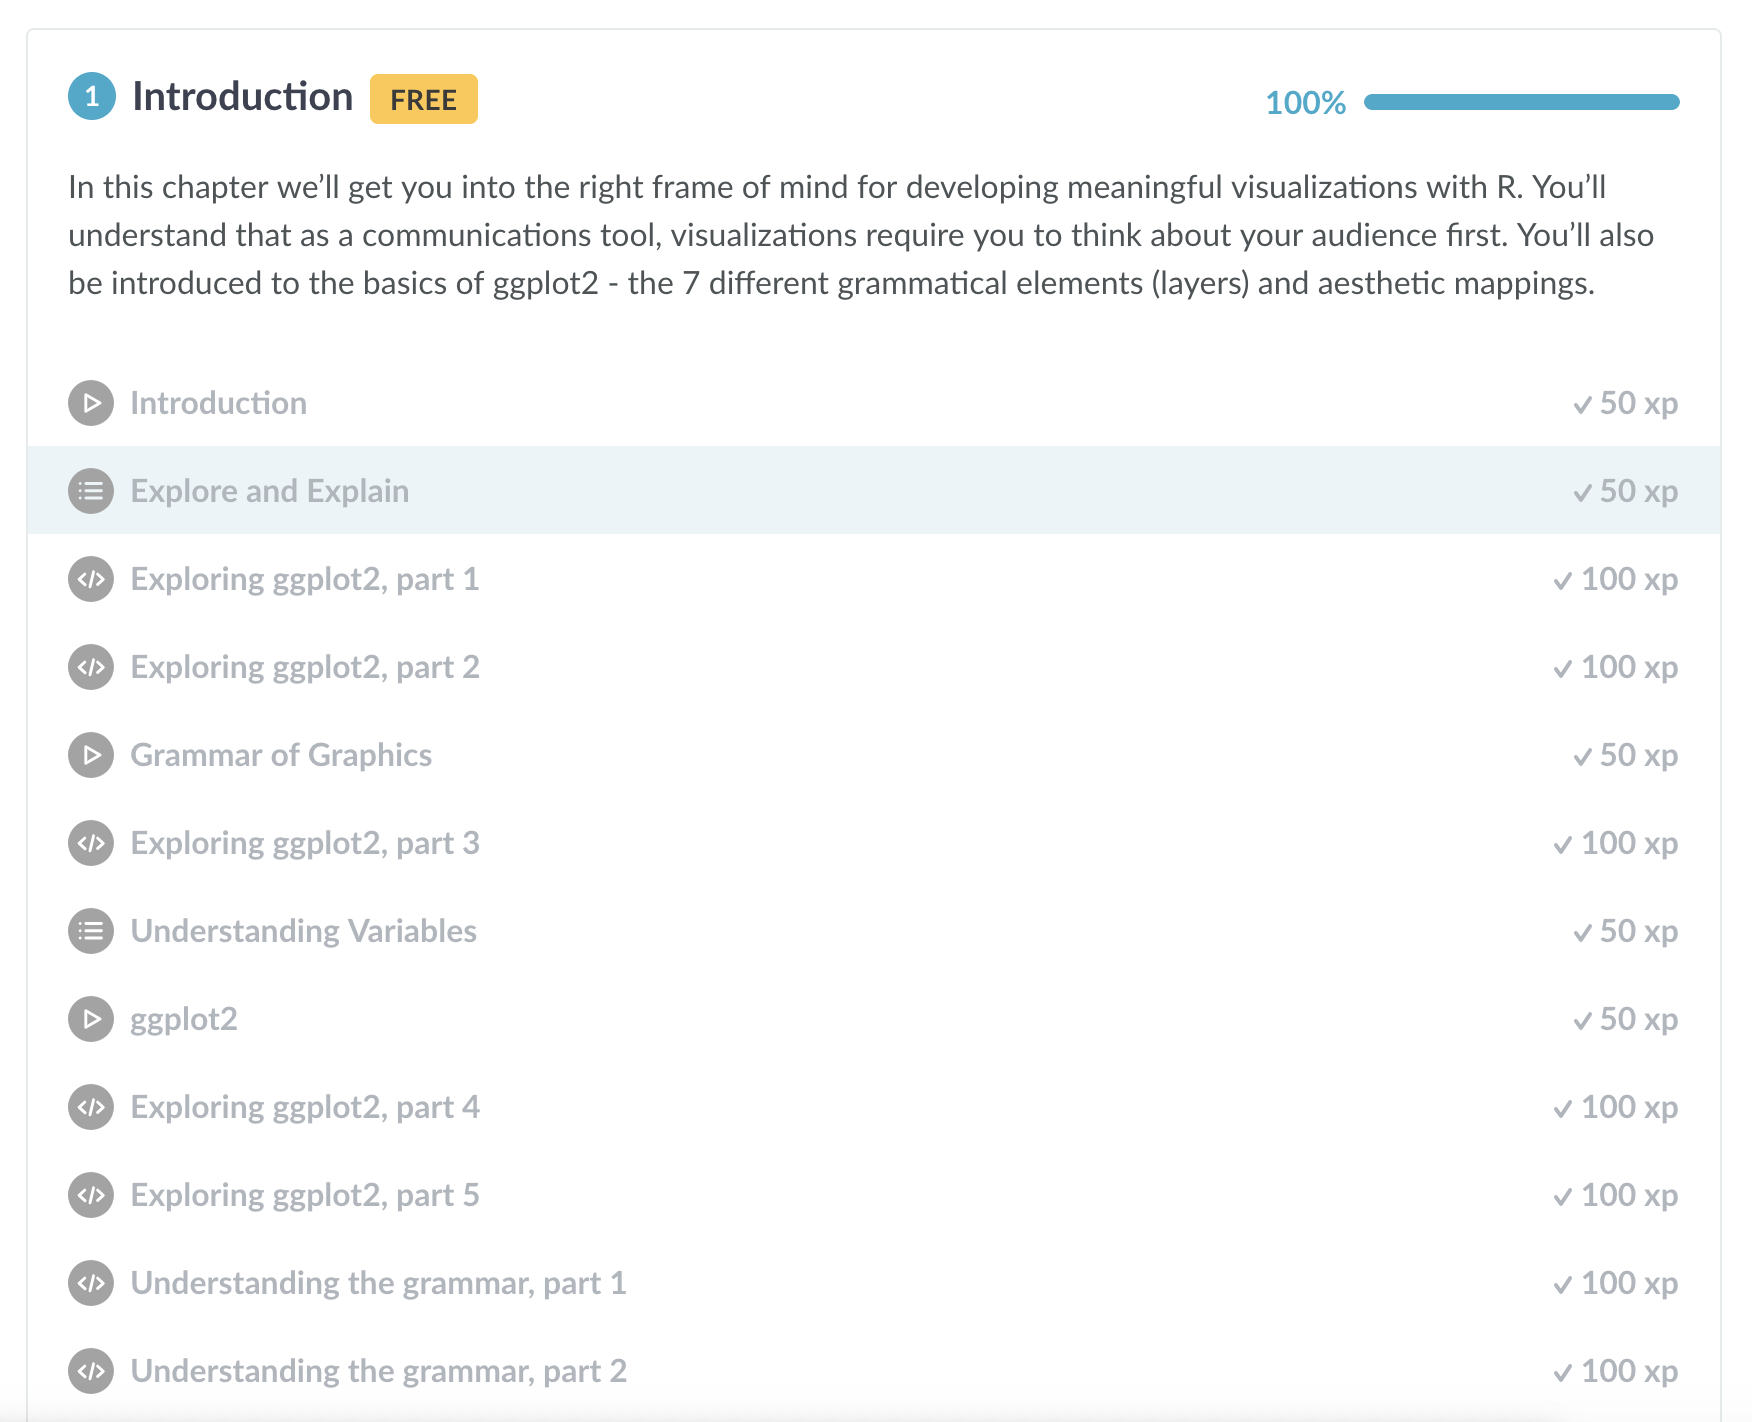 1 Introduction FREE 100%
In this chapter we’ll get you into the right frame of mind for developing meaningful visualizations with R. You’ll
understand that as a communications tool, visualizations require you to think about your audience first. You’ll also
be introduced to the basics of ggplot2 - the 7 different grammatical elements (layers) and aesthetic mappings.
Introduction 50 xp
Explore and Explain 50 xp
Exploring ggplot2, part 1 100 xp
Exploring ggplot2, part 2 100 xp
Grammar of Graphics 50 xp
Exploring ggplot2, part 3 100 xp
Understanding Variables 50 xp
ggplot2 50 xp
Exploring ggplot2, part 4 100 xp
Exploring ggplot2, part 5 100 xp
Understanding the grammar, part 1 100 xp
Understanding the grammar, part 2 100 xp